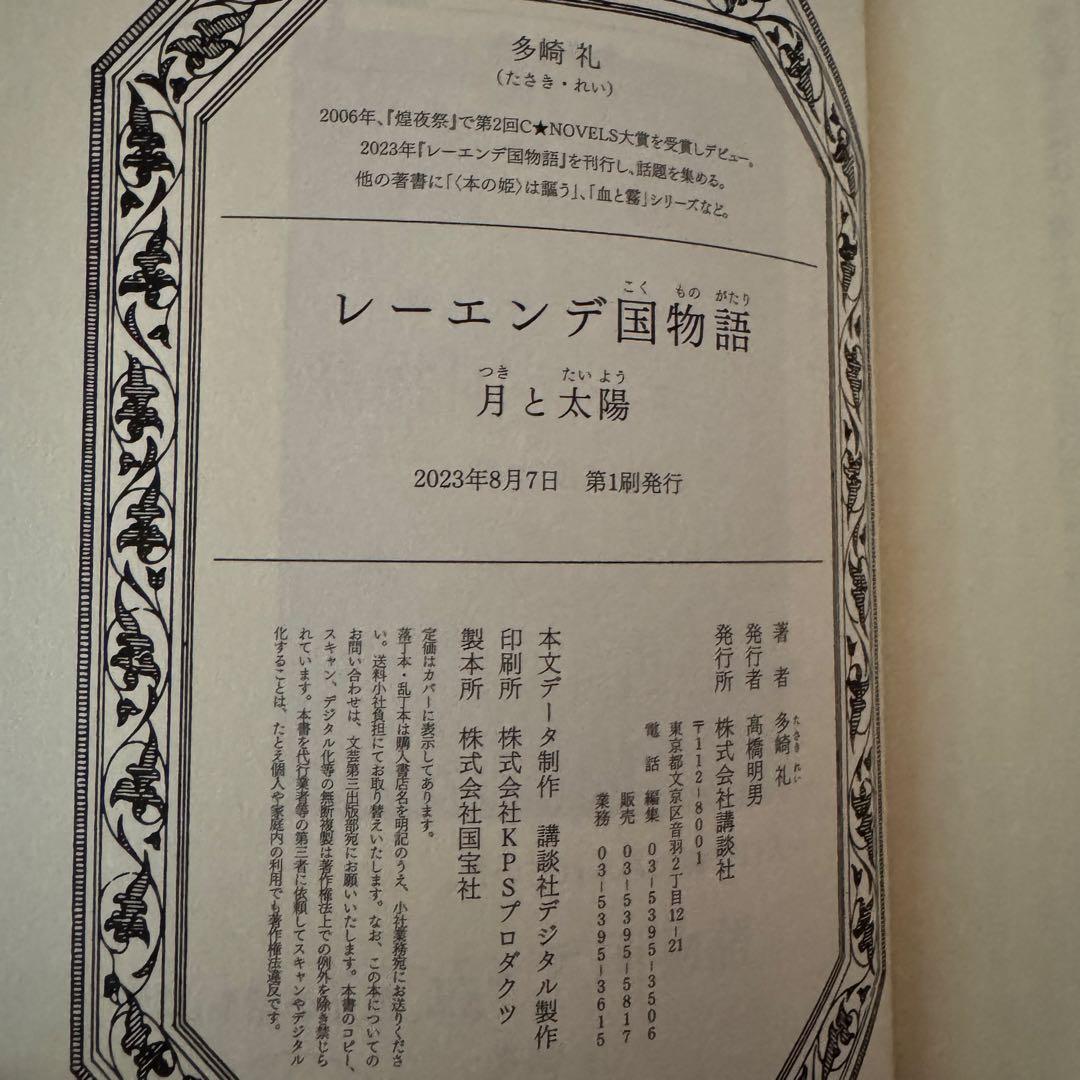 多崎 礼
(たさき・れい)
2006年、『煌夜祭』で第2回C★NOVELS大賞を受賞しデビュー。
2023年『レーエンデ国物語』を刊行し、話題を集める。
他の著書に「〈本の姫〉は謳う」、「血と霧」シリーズなど。
こく もの がたり
レーエンデ国物語
つき たい よう
月と太陽
2023年8月7日 第1刷発行
著 者 多崎 礼
たさき れい
発行者 髙橋明男
発行所 株式会社講談社
〒112-8001
東京都文京区音羽2丁目12-21
電話 編集 03-5395-3506
販売 03-5395-5817
業務 03-5395-3615
本文データ制作 講談社デジタル製作
印刷所 株式会社KPSプロダクツ
製本所 株式会社国宝社
定価はカバーに表示してあります。
落丁本・乱丁本は購入書店名を明記のうえ、小社業務宛にお送りくださ
い。送料小社負担にてお取り替えいたします。なお、この本についての
お問い合わせは、文芸第三出版部宛にお願いいたします。本書のコピー、
スキャン、デジタル化等の無断複製は著作権法上での例外を除き禁じら
れています。本書を代行業者等の第三者に依頼してスキャンやデジタル
化することは、たとえ個人や家庭内の利用でも著作権法違反です。